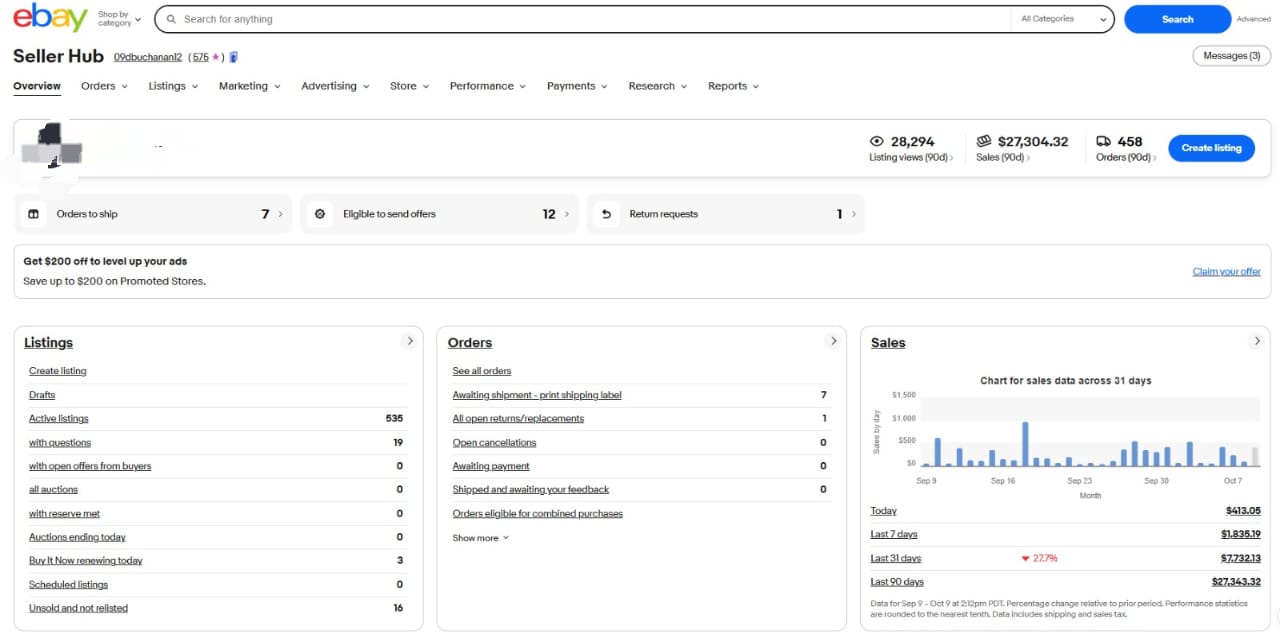 ebay Shop by category Search for anything All Categories Search Advanced
Seller Hub 09dbuchanan12 (576 ★) Messages (3)
Overview Orders Listings Marketing Advertising Store Performance Payments Research Reports
28,294 $27,304.32 458
Listing views (90d) Sales (90d) Orders (90d) Create listing
Orders to ship 7 Eligible to send offers 12 Return requests 1
Get $200 off to level up your ads
Save up to $200 on Promoted Stores.
Claim your offer
Listings
Create listing
Drafts
Active listings 535
with questions 19
with open offers from buyers 0
all auctions 0
with reserve met 0
Auctions ending today 0
Buy It Now renewing today 3
Scheduled listings 0
Unsold and not relisted 16
Orders
See all orders
Awaiting shipment - print shipping label 7
All open returns/replacements 1
Open cancellations 0
Awaiting payment 0
Shipped and awaiting your feedback 0
Orders eligible for combined purchases
Show more
Sales
Chart for sales data across 31 days
Sales by day
$1,500
$1,000
$500
$0
Sep 9 Sep 16 Sep 23 Sep 30 Oct 7
Month
Today $413.05
Last 7 days $1,835.19
Last 31 days 27.7% $7,732.13
Last 90 days $27,343.32
Data for Sep 9 - Oct 9 at 2:12pm PDT. Percentage change relative to prior period. Performance statistics
are rounded to the nearest tenth. Data includes shipping and sales tax.